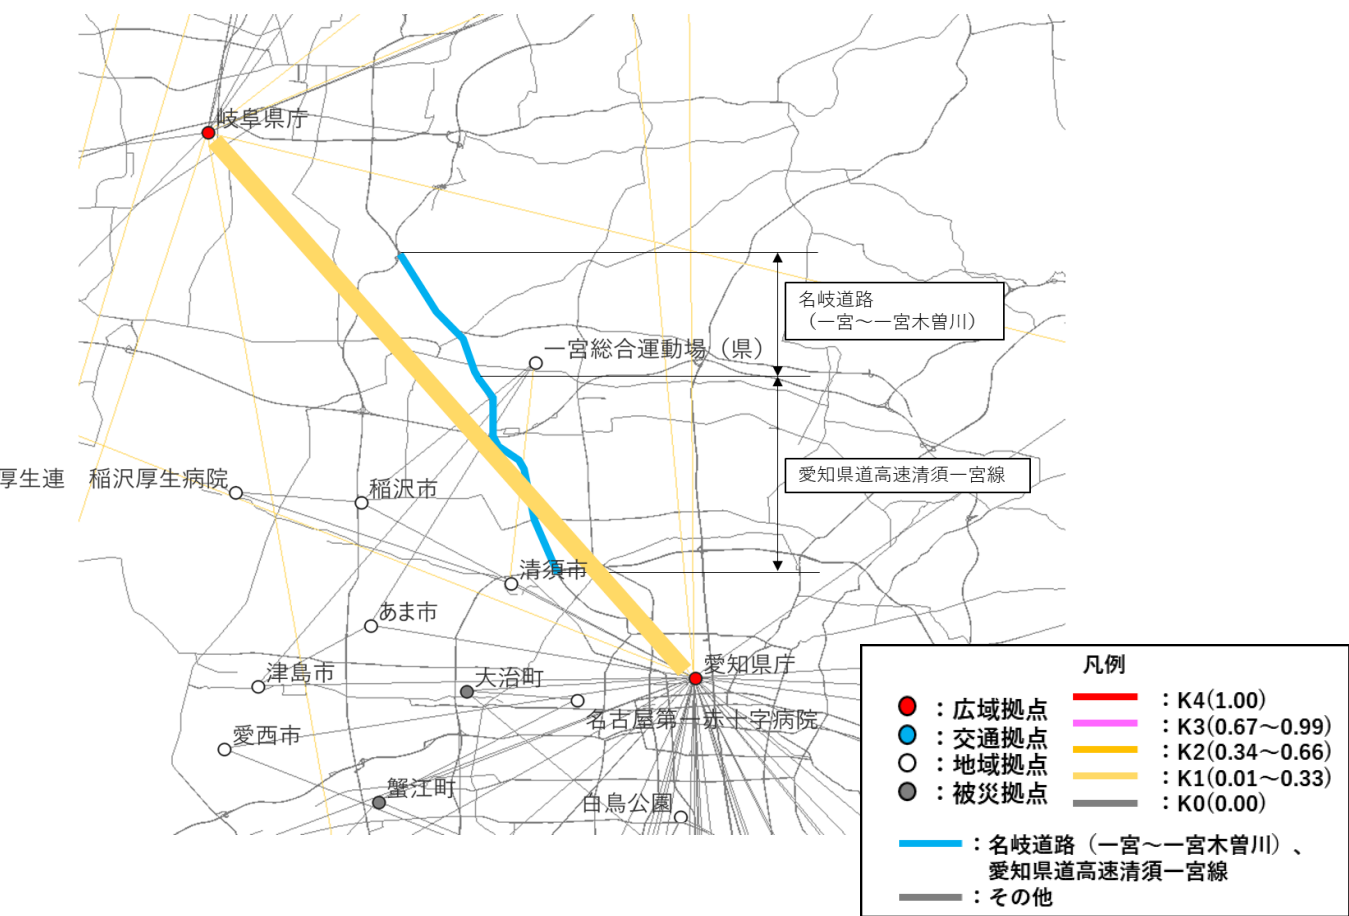 岐阜県庁
名岐道路
（一宮～一宮木曽川）
一宮総合運動場（県）
愛知県道高速清須一宮線
厚生連　稲沢厚生病院
稲沢市
清須市
あま市
津島市
大治町
愛知県庁
名古屋第一赤十字病院
愛西市
蟹江町
白鳥公園
凡例
：広域拠点
：交通拠点
：地域拠点
：被災拠点
：K4(1.00)
：K3(0.67～0.99)
：K2(0.34～0.66)
：K1(0.01～0.33)
：K0(0.00)
：名岐道路（一宮～一宮木曽川）、
愛知県道高速清須一宮線
：その他